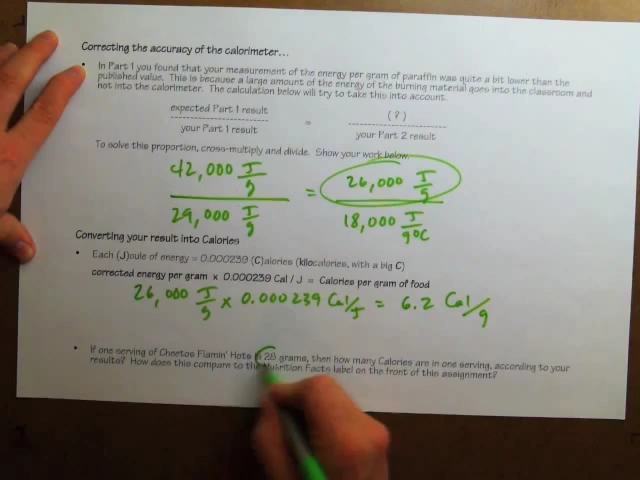 Correcting the accuracy of the calorimeter...
• In Part 1 you found that your measurement of the energy per gram of paraffin was quite a bit lower than the
published value. This is because a large amount of the energy of the burning material goes into the classroom and
not into the calorimeter. The calculation below will try to take this into account.
expected Part 1 result = (?)
your Part 1 result your Part 2 result
To solve this proportion, cross-multiply and divide. Show your work below.
42,000 J/g = 26,000 J/g
29,000 J/g 18,000 J/g°C
Converting your result into Calories
• Each (J)oule of energy = 0.000239 (C)alories (kilocalories, with a big C)
corrected energy per gram × 0.000239 Cal / J = Calories per gram of food
26,000 J/g × 0.000239 Cal/J = 6.2 Cal/g
• If one serving of Cheetos Flamin' Hots 28 grams, then how many Calories are in one serving, according to your
results? How does this compare to the Nutrition Facts label on the front of this assignment?